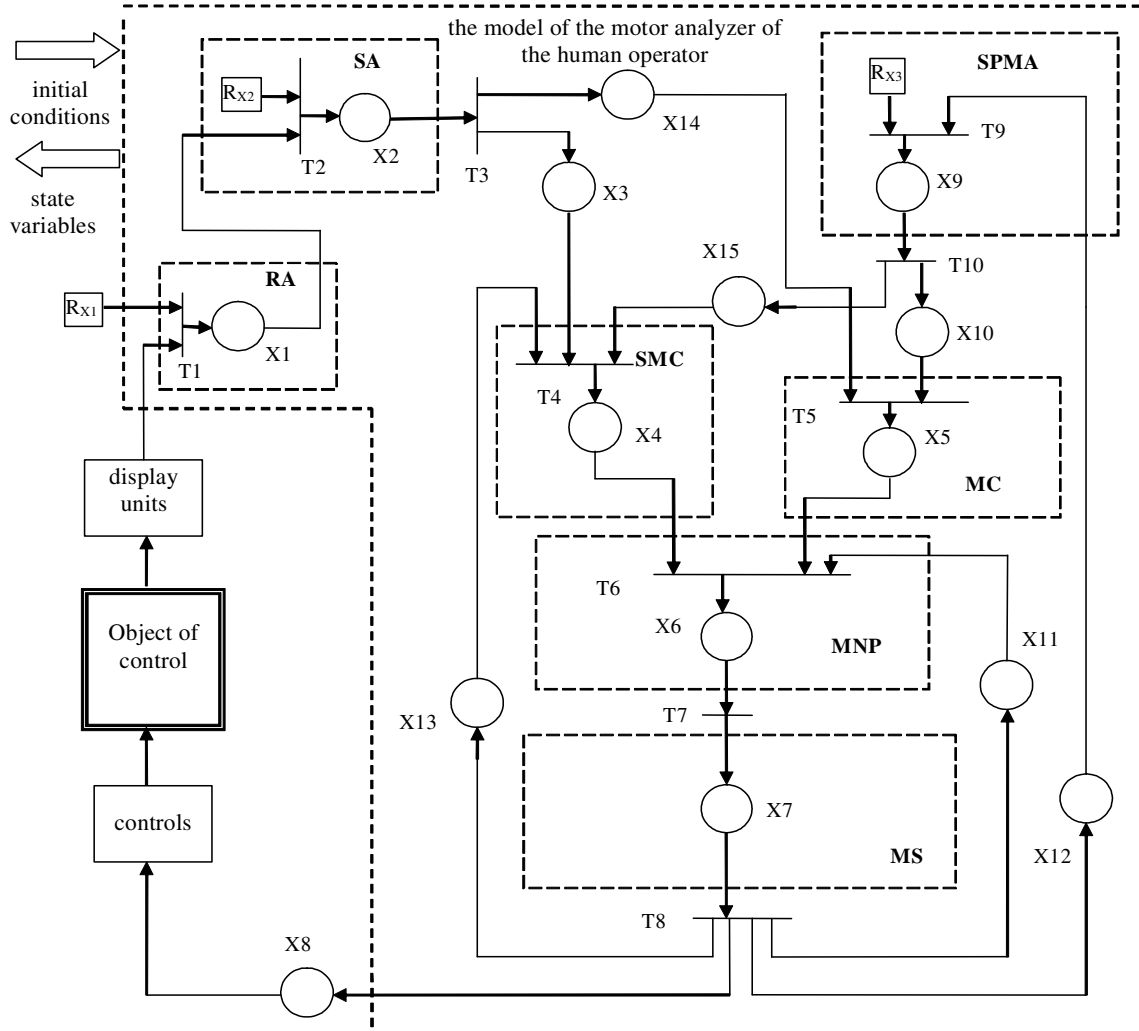 the model of the motor analyzer of
the human operator
initial
conditions
state
variables
SA
R_X2
T2
X2
T3
X14
X3
SPMA
R_X3
T9
X9
T10
X15
X10
RA
R_X1
T1
X1
SMC
T4
X4
T5
X5
MC
display
units
T6
X6
MNP
X11
Object of
control
X13
T7
controls
X7
MS
X12
T8
X8